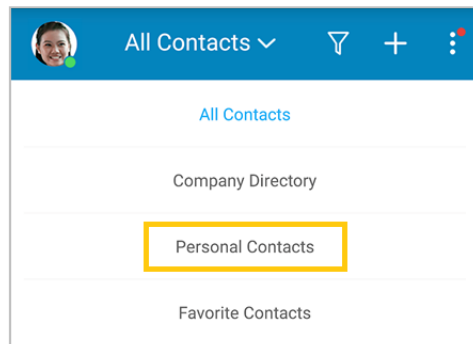 All Contacts
All Contacts
Company Directory
Personal Contacts
Favorite Contacts